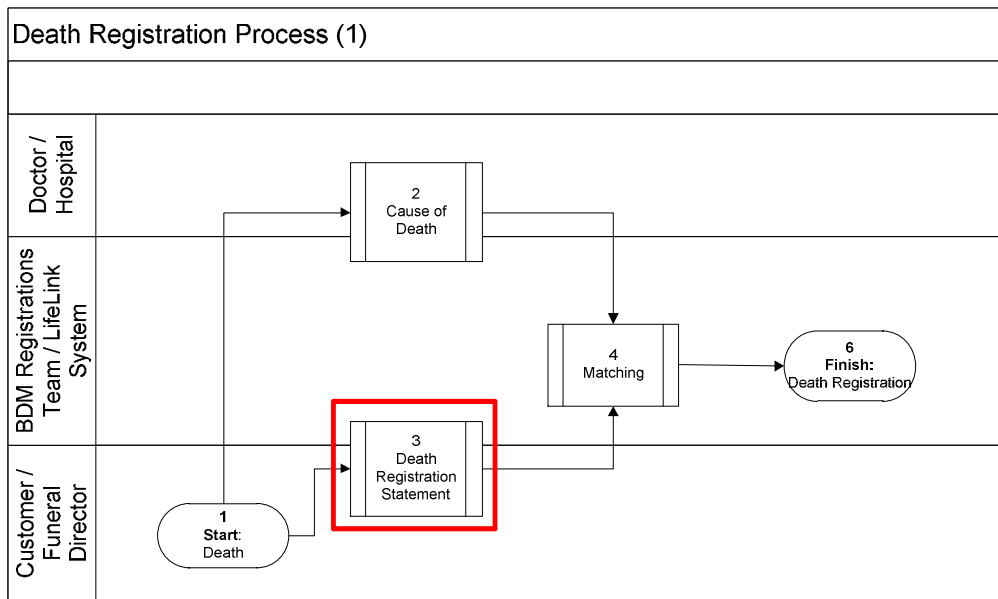 Death Registration Process (1)
Doctor /
Hospital
2
Cause of
Death
BDM Registrations
Team / LifeLink
System
4
Matching
6
Finish:
Death Registration
Customer /
Funeral
Director
3
Death
Registration
Statement
1
Start:
Death